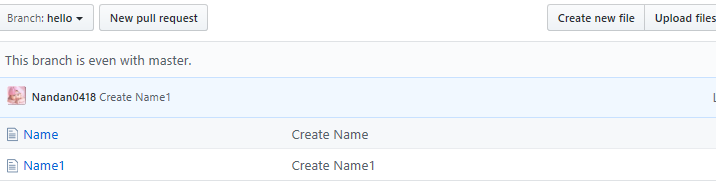 Branch: hello New pull request Create new file Upload files
This branch is even with master.
Nandan0418 Create Name1
Name Create Name
Name1 Create Name1